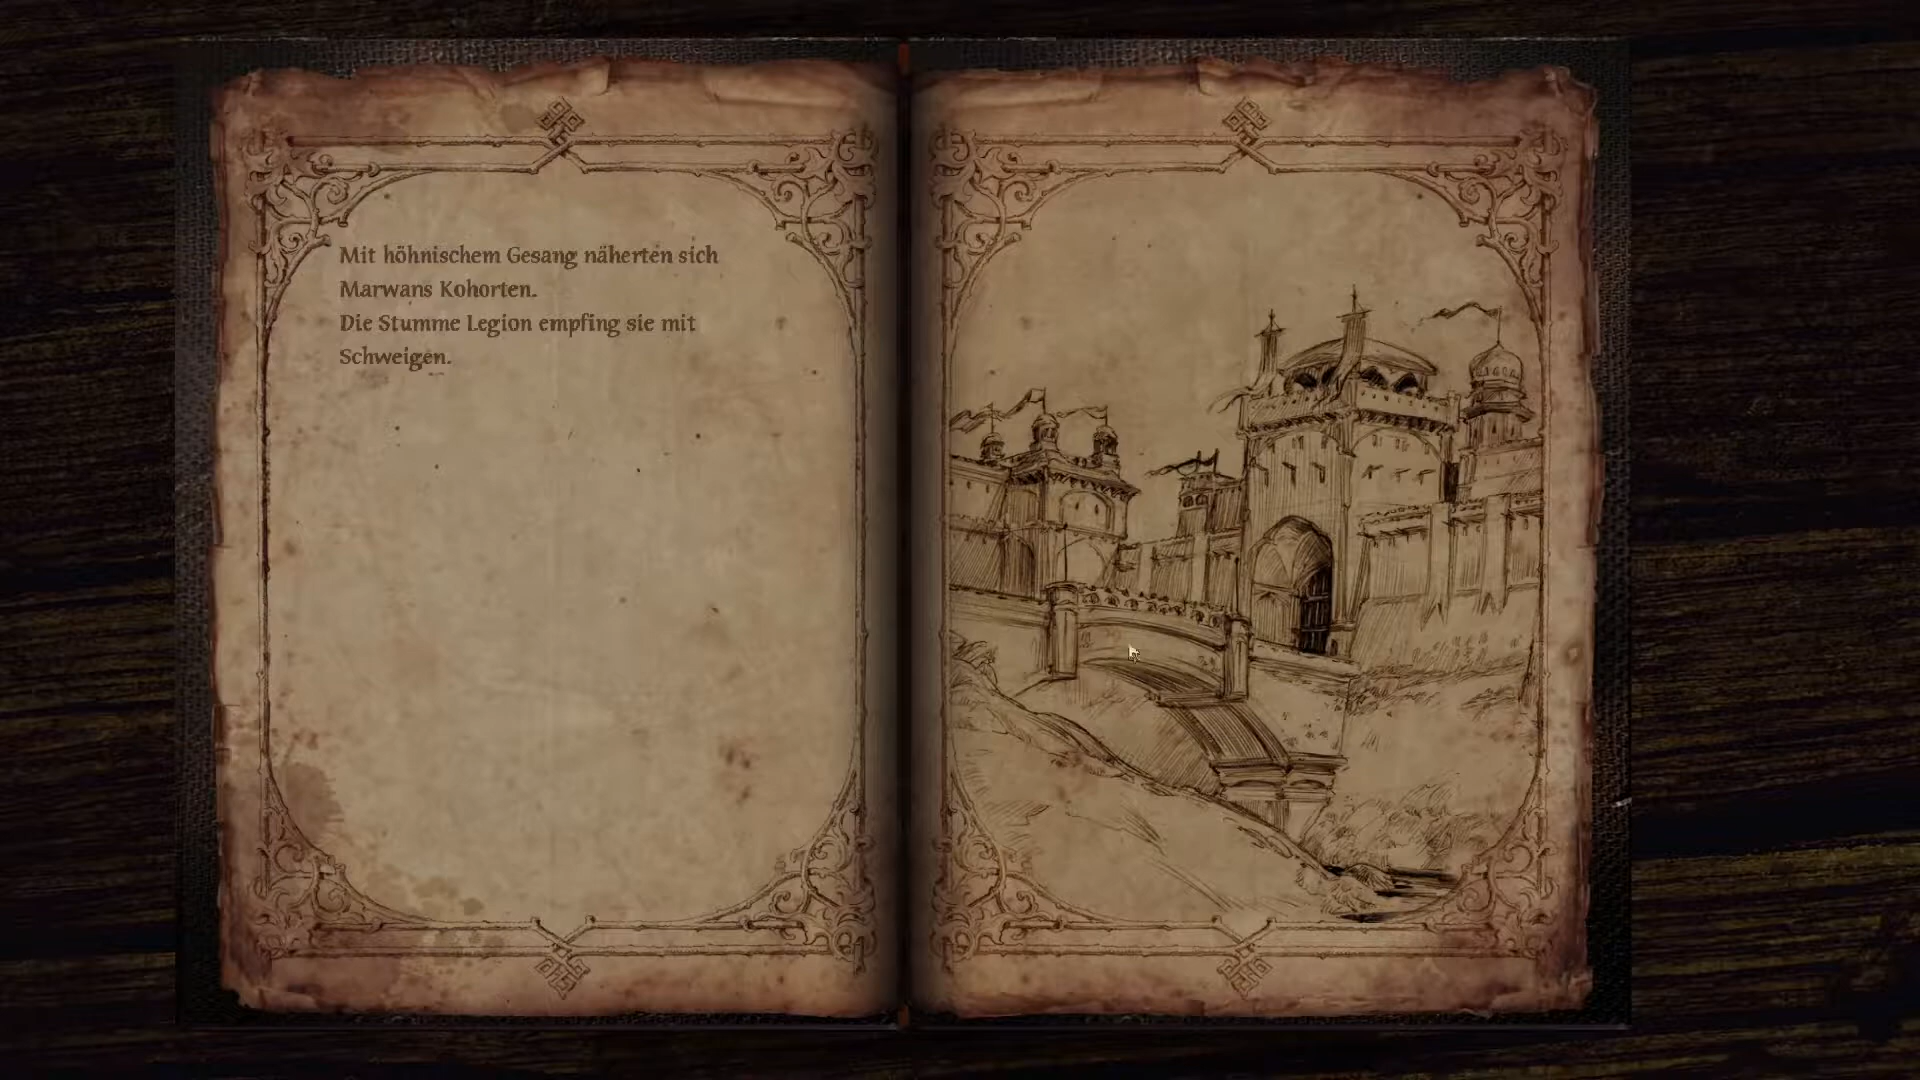 Mit höhnischem Gesang näherten sich
Marwans Kohorten.
Die Stumme Legion empfing sie mit
Schweigen.